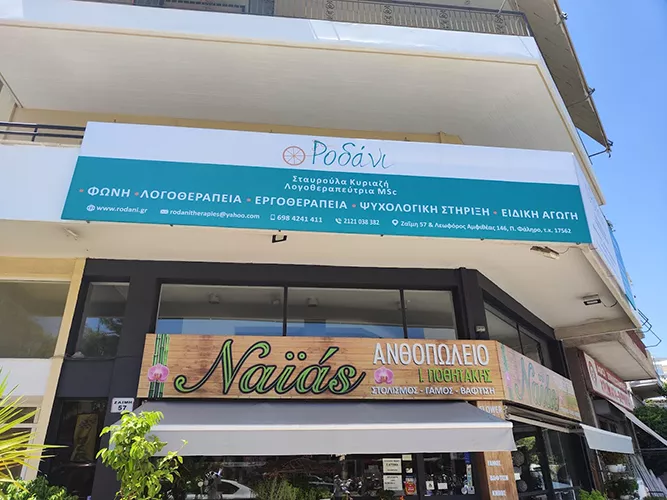 Ροδάνι
Σταυρούλα Κυριαζή
Λογοθεραπεύτρια MSc
• ΦΩΝΗ • ΛΟΓΟΘΕΡΑΠΕΙΑ • ΕΡΓΟΘΕΡΑΠΕΙΑ • ΨΥΧΟΛΟΓΙΚΗ ΣΤΗΡΙΞΗ • ΕΙΔΙΚΗ ΑΓΩΓΗ
www.rodani.gr rodanitherapies@yahoo.com 698 4241 411 2121 038 382 Ζαΐμη 57 & Λεωφόρος Αμφιθέας 146, Π. Φάληρο, τ.κ. 17562
Ναϊάs ΑΝΘΟΠΩΛΕΙΟ
Ι. ΠΟΘΗΤΑΚΗΣ
ΣΤΟΛΙΣΜΟΣ - ΓΑΜΟΣ - ΒΑΦΤΙΣΗ
ΖΑΪΜΗ
57